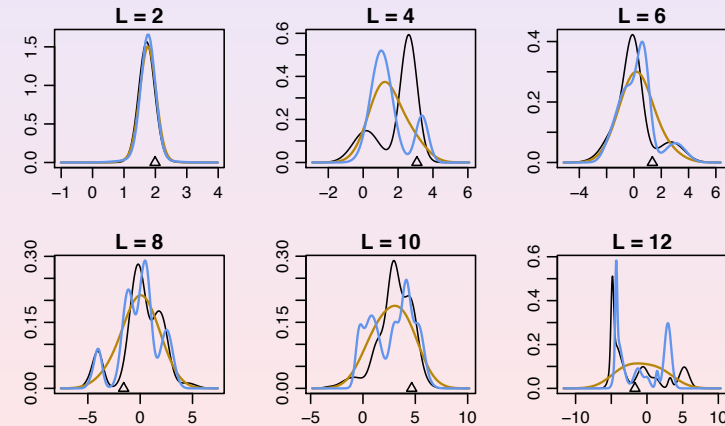 L = 2
L = 4
L = 6
0.0 0.5 1.0 1.5
−1 0 1 2 3 4
0.0 0.2 0.4 0.6
−2 0 2 4 6
0.0 0.2 0.4
−4 0 2 4 6
L = 8
L = 10
L = 12
0.00 0.15 0.30
−5 0 5
0.00 0.15 0.30
−5 0 5 10
0.0 0.2 0.4 0.6
−10 0 5 10